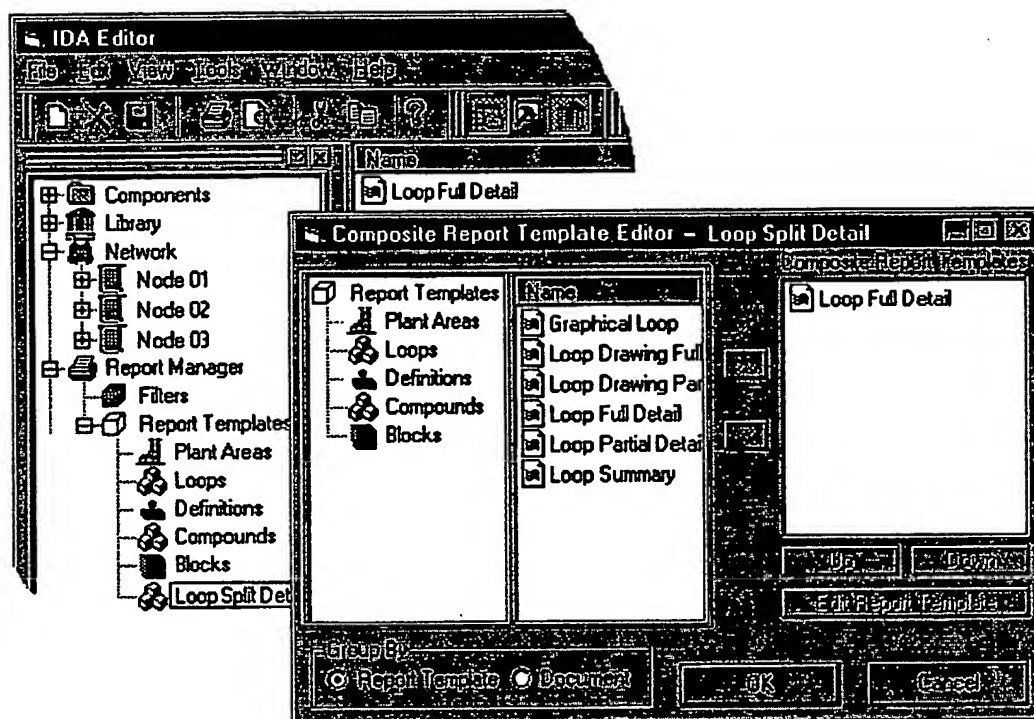 IDA Editor
File Edit View Tools Window Help
Name
Components
Library
Network
Node 01
Node 02
Node 03
Report Manager
Filters
Report Templates
Plant Areas
Loops
Definitions
Compounds
Blocks
Loop Split Det
Loop Full Detail
Composite Report Template Editor – Loop Split Detail
Report Templates
Plant Areas
Loops
Definitions
Compounds
Blocks
Name
Graphical Loop
Loop Drawing Full
Loop Drawing Par
Loop Full Detail
Loop Partial Detai
Loop Summary
Composite Report Templates
Loop Full Detail
Up Down
Edit Report Template
Group By
Report Template Document
OK Cancel